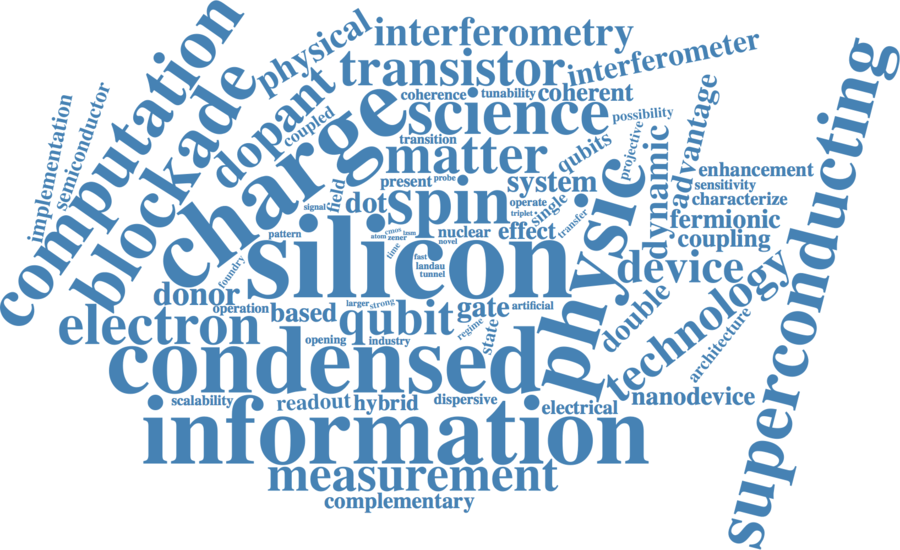 interferometry
physical
transistor
interferometer
computation
blockade
dopant
coupled
charge
coherence
tunability
coherent
science
possibility
implementation
semiconductor
transition
matter
qubits
projective
dynamic
advantage
superconducting
enhancement
sensitivity
characterize
present
probe
system
field
signal
dot
spin
operate
triplet
single
transfer
physic
fermionic
coupling
pattern
atom
cmos
zener
nuclear
novel
effect
silicon
time
fast
landau
tunnel
foundry
device
donor
operation
based
larger
strong
qubit
gate
artificial
regime
state
double
technology
architecture
electron
opening
industry
condensed
scalability
readout
hybrid
dispersive
electrical
nanodevice
information
measurement
complementary